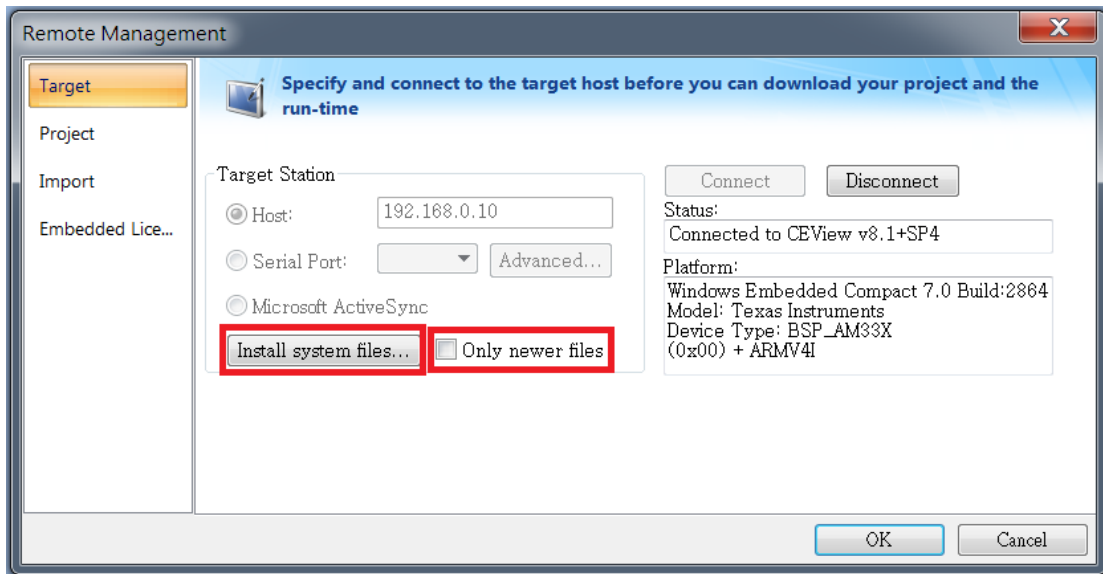 Remote Management
Target
Project
Import
Embedded Lice...
Specify and connect to the target host before you can download your project and the
run-time
Target Station
Host:
192.168.0.10
Serial Port:
Advanced...
Microsoft ActiveSync
Install system files...
Only newer files
Connect
Disconnect
Status:
Connected to CEView v8.1+SP4
Platform:
Windows Embedded Compact 7.0 Build:2864
Model: Texas Instruments
Device Type: BSP_AM33X
(0x00) + ARMV4I
OK
Cancel